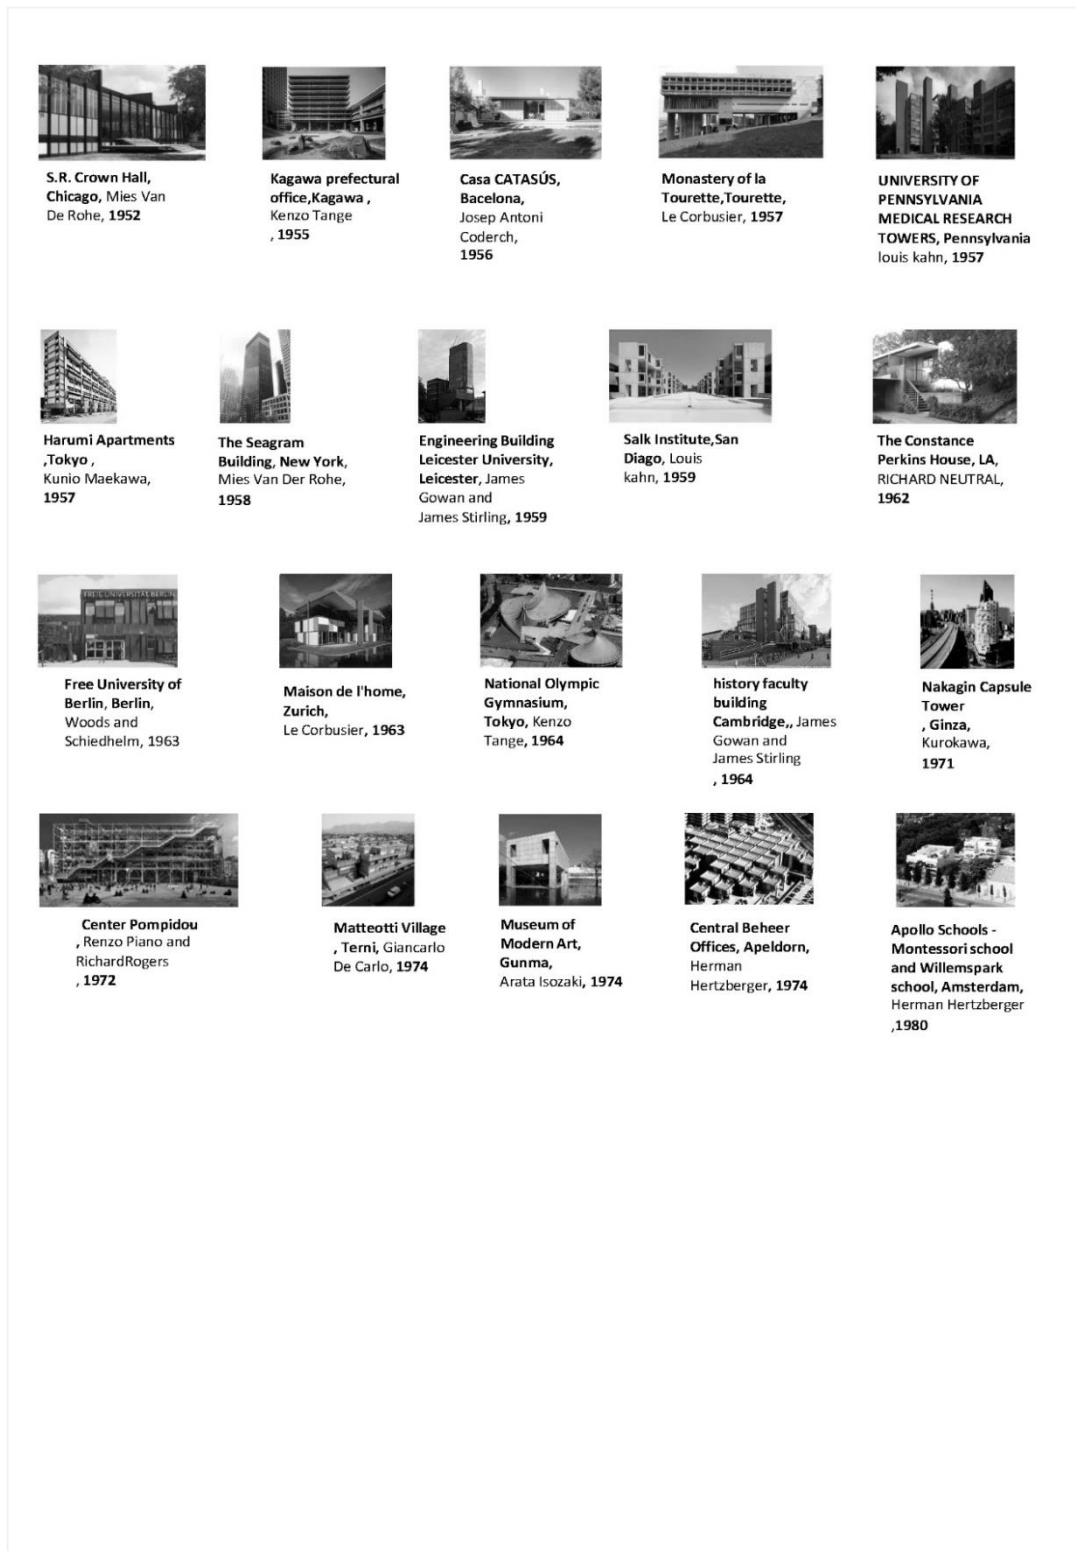 S.R. Crown Hall,
Chicago, Mies Van
De Rohe, 1952
Kagawa prefectural
office,Kagawa ,
Kenzo Tange
, 1955
Casa CATASÚS,
Bacelona,
Josep Antoni
Coderch,
1956
Monastery of la
Tourette,Tourette,
Le Corbusier, 1957
UNIVERSITY OF
PENNSYLVANIA
MEDICAL RESEARCH
TOWERS, Pennsylvania
louis kahn, 1957
Harumi Apartments
,Tokyo ,
Kunio Maekawa,
1957
The Seagram
Building, New York,
Mies Van Der Rohe,
1958
Engineering Building
Leicester University,
Leicester, James
Gowan and
James Stirling, 1959
Salk Institute,San
Diago, Louis
kahn, 1959
The Constance
Perkins House, LA,
RICHARD NEUTRAL,
1962
FREIE UNIVERSITÄT BERLIN
Free University of
Berlin, Berlin,
Woods and
Schiedhelm, 1963
Maison de l'home,
Zurich,
Le Corbusier, 1963
National Olympic
Gymnasium,
Tokyo, Kenzo
Tange, 1964
history faculty
building
Cambridge,, James
Gowan and
James Stirling
, 1964
Nakagin Capsule
Tower
, Ginza,
Kurokawa,
1971
Center Pompidou
, Renzo Piano and
RichardRogers
, 1972
Matteotti Village
, Terni, Giancarlo
De Carlo, 1974
Museum of
Modern Art,
Gunma,
Arata Isozaki, 1974
Central Beheer
Offices, Apeldorn,
Herman
Hertzberger, 1974
Apollo Schools -
Montessori school
and Willemspark
school, Amsterdam,
Herman Hertzberger
,1980